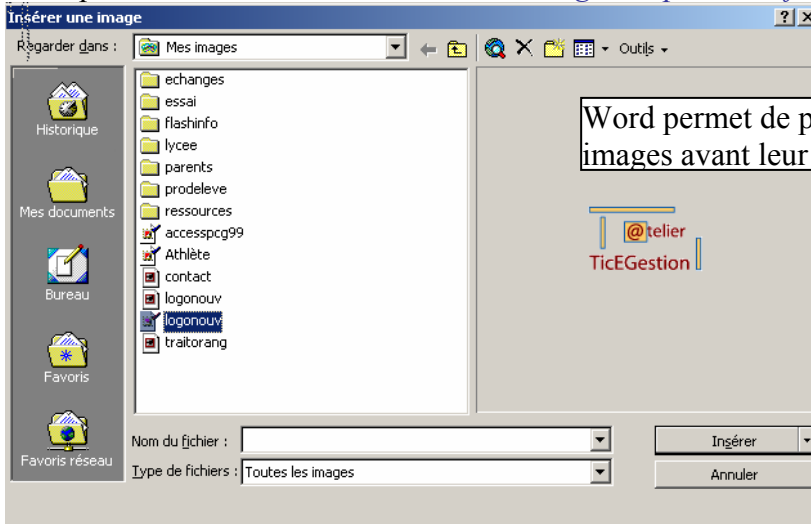 Insérer une image
Regarder dans :
Mes images
Outils
Historique
Mes documents
Bureau
Favoris
Favoris réseau
echanges
essai
flashinfo
lycee
parents
prodeleve
ressources
accesspcg99
Athlète
contact
logonouv
logonouv
traitorang
Word permet de p
images avant leur
@telier
TicEGestion
Nom du fichier :
Insérer
Type de fichiers : Toutes les images
Annuler